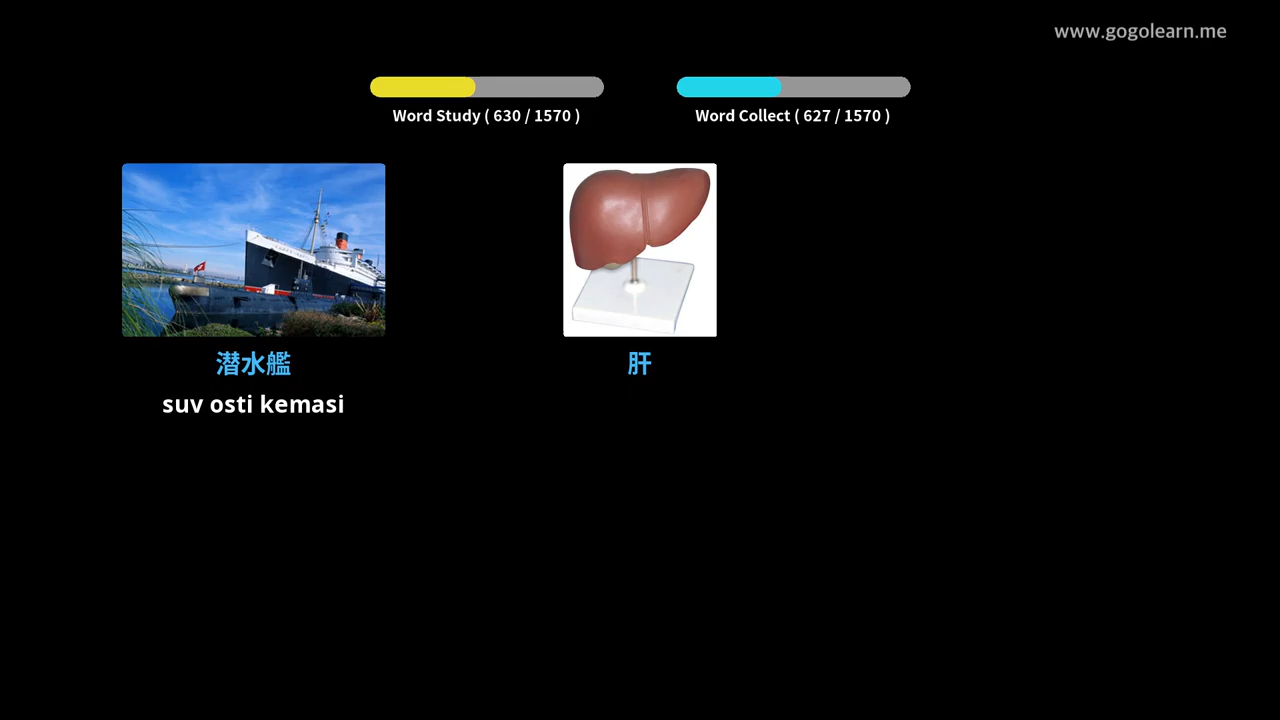 www.gogolearn.me
Word Study ( 630 / 1570 )
Word Collect ( 627 / 1570 )
潜水艦
肝
suv osti kemasi